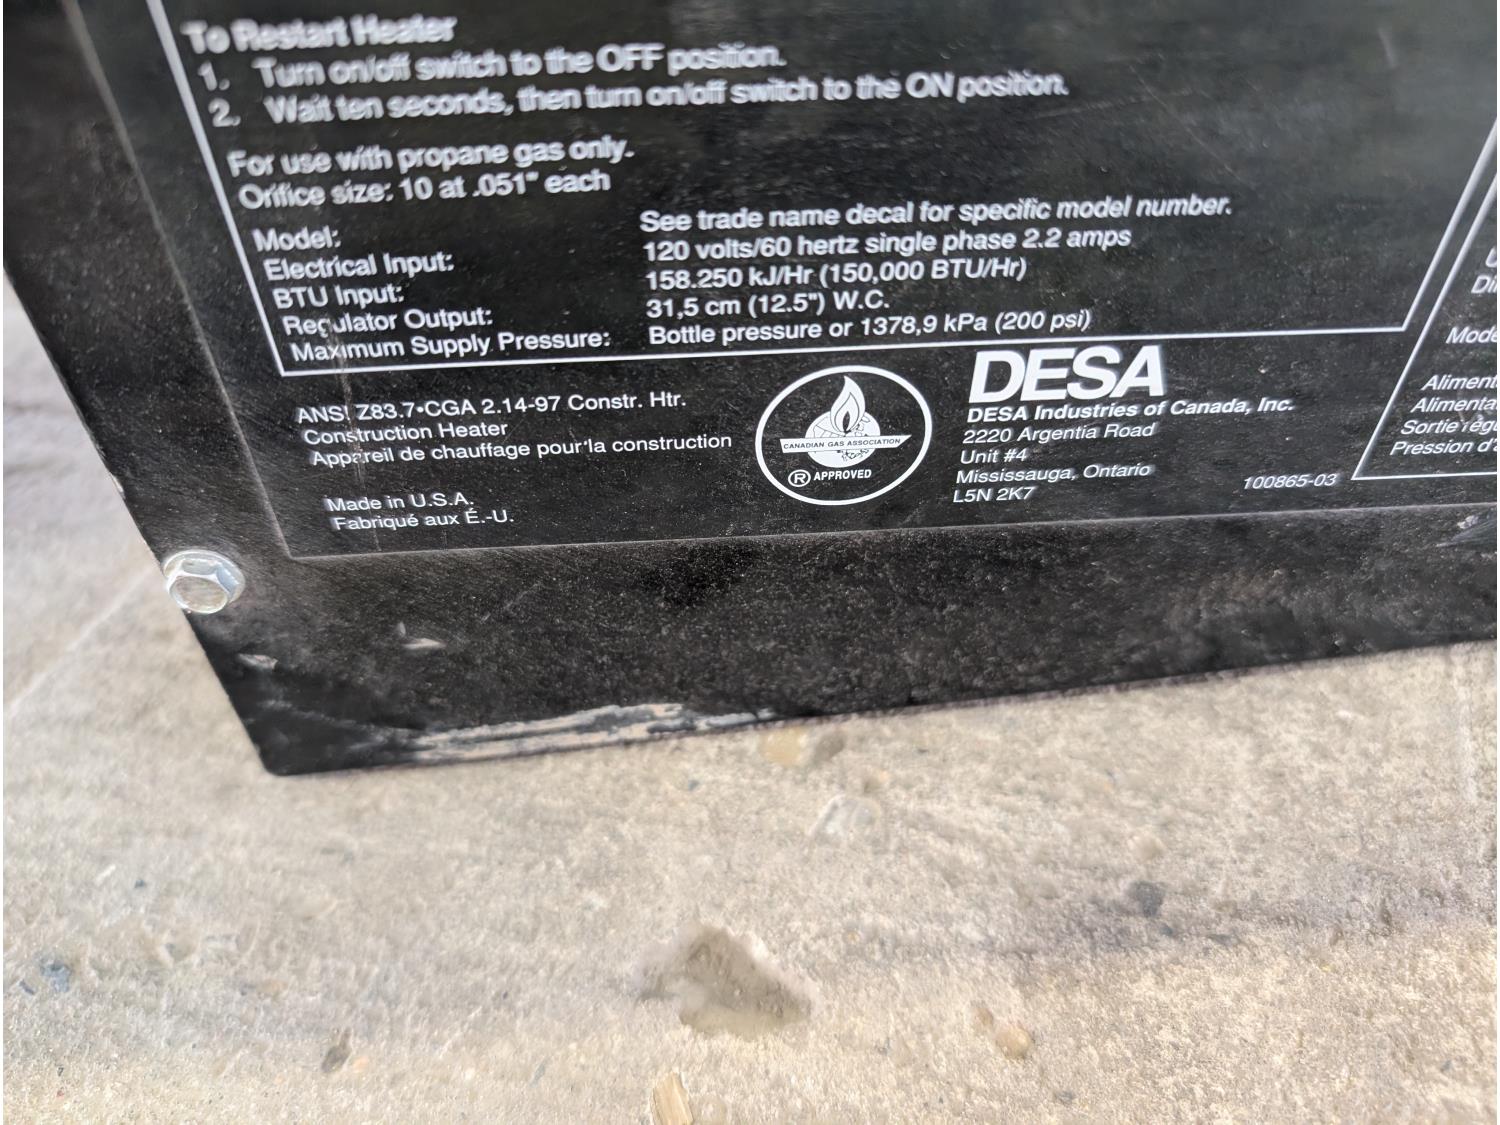 To Restart Heater
1. Turn on/off switch to the OFF position.
2. Wait ten seconds, then turn on/off switch to the ON position.
For use with propane gas only.
Orifice size: 10 at .051" each
Model: See trade name decal for specific model number.
Electrical Input: 120 volts/60 hertz single phase 2.2 amps
BTU Input: 158.250 kJ/Hr (150,000 BTU/Hr)
Regulator Output: 31,5 cm (12.5") W.C.
Maximum Supply Pressure: Bottle pressure or 1378,9 kPa (200 psi)
ANSI Z83.7•CGA 2.14-97 Constr. Htr.
Construction Heater
Appareil de chauffage pour la construction
Made in U.S.A.
Fabriqué aux É.-U.
CANADIAN GAS ASSOCIATION
® APPROVED
DESA
DESA Industries of Canada, Inc.
2220 Argentia Road
Unit #4
Mississauga, Ontario
L5N 2K7
100865-03
Mode
Aliment
Alimenta
Sortie régu
Pression d'a